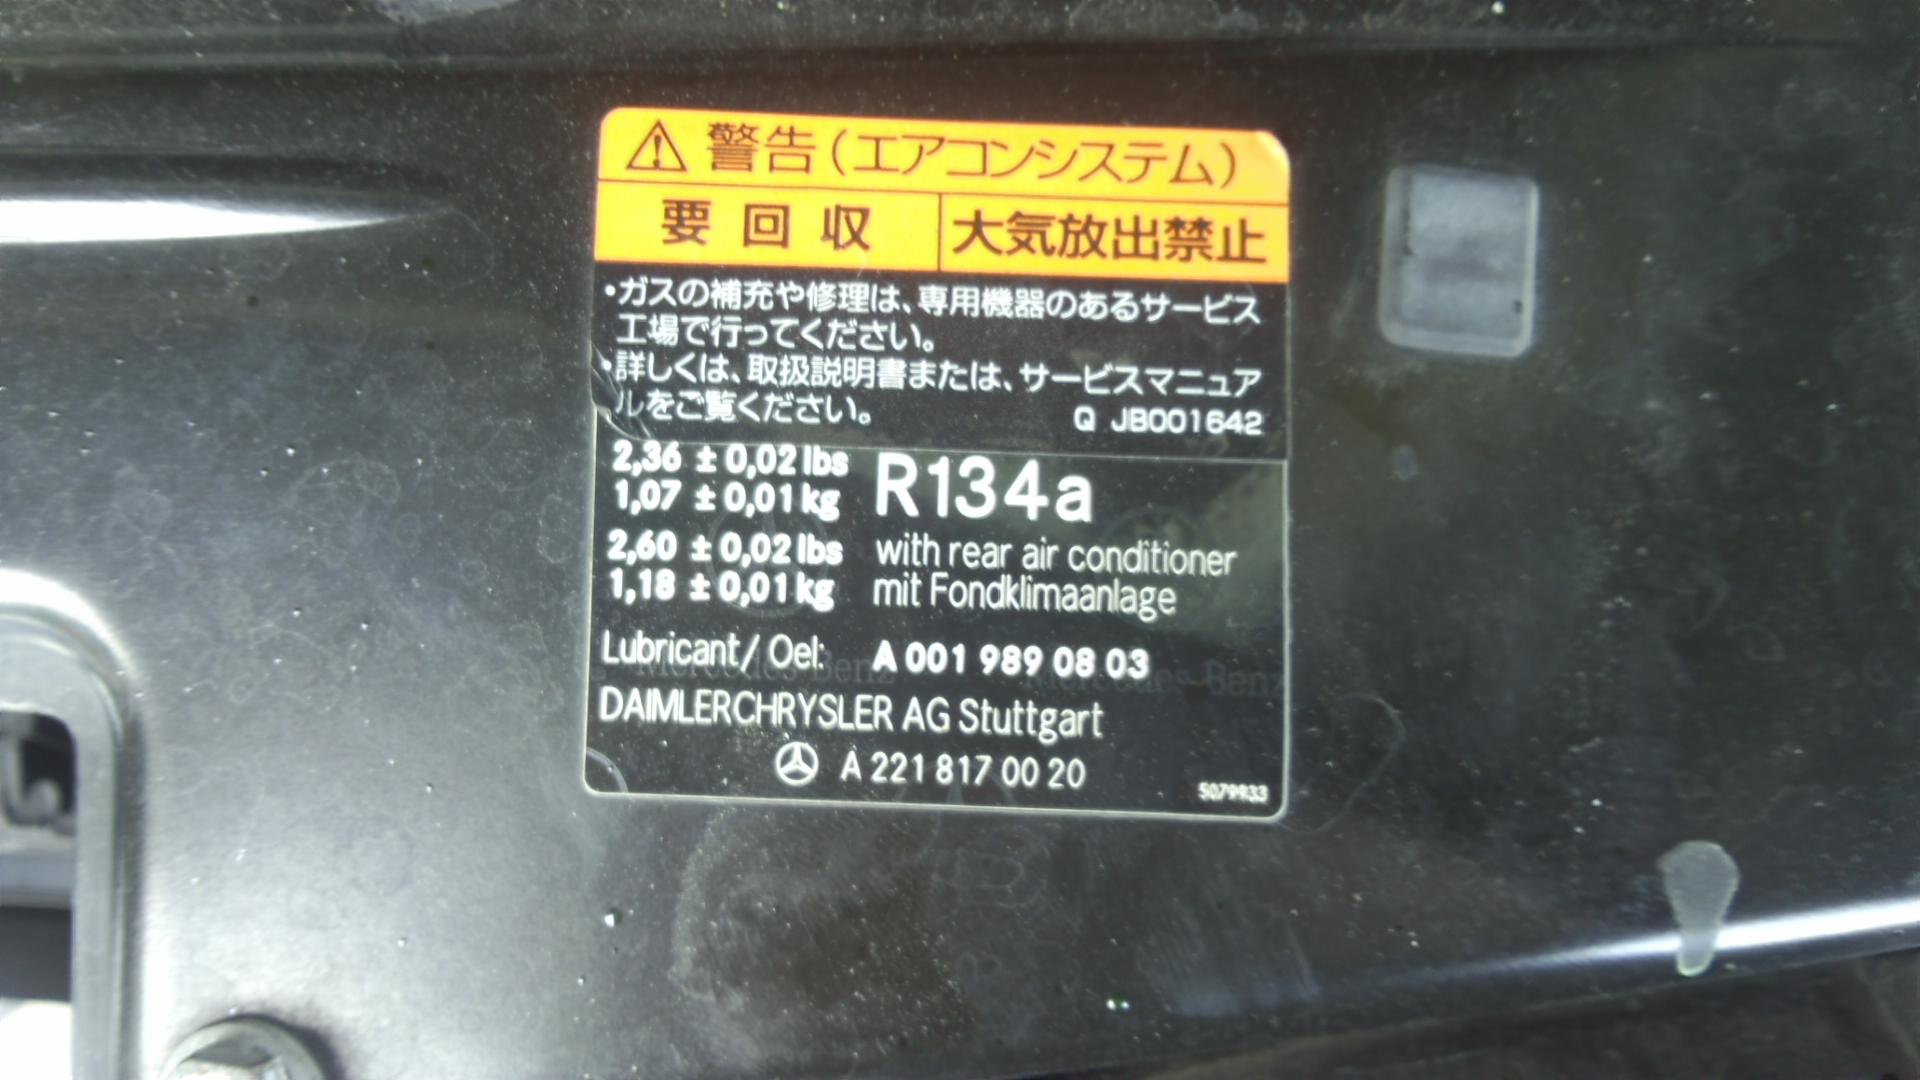 警告(エアコンシステム)
要回収
大気放出禁止
・ガスの補充や修理は、専用機器のあるサービス
工場で行ってください。
・詳しくは、取扱説明書または、サービスマニュア
ルをご覧ください。
Q JB001642
2,36 ± 0,02 lbs
1,07 ± 0,01 kg
R134a
2,60 ± 0,02 lbs
1,18 ± 0,01 kg
with rear air conditioner
mit Fondklimaanlage
Lubricant/ Oel: A 001 989 08 03
Mercedes Benz Mercedes Benz
DAIMLERCHRYSLER AG Stuttgart
A 221 817 00 20
5079933